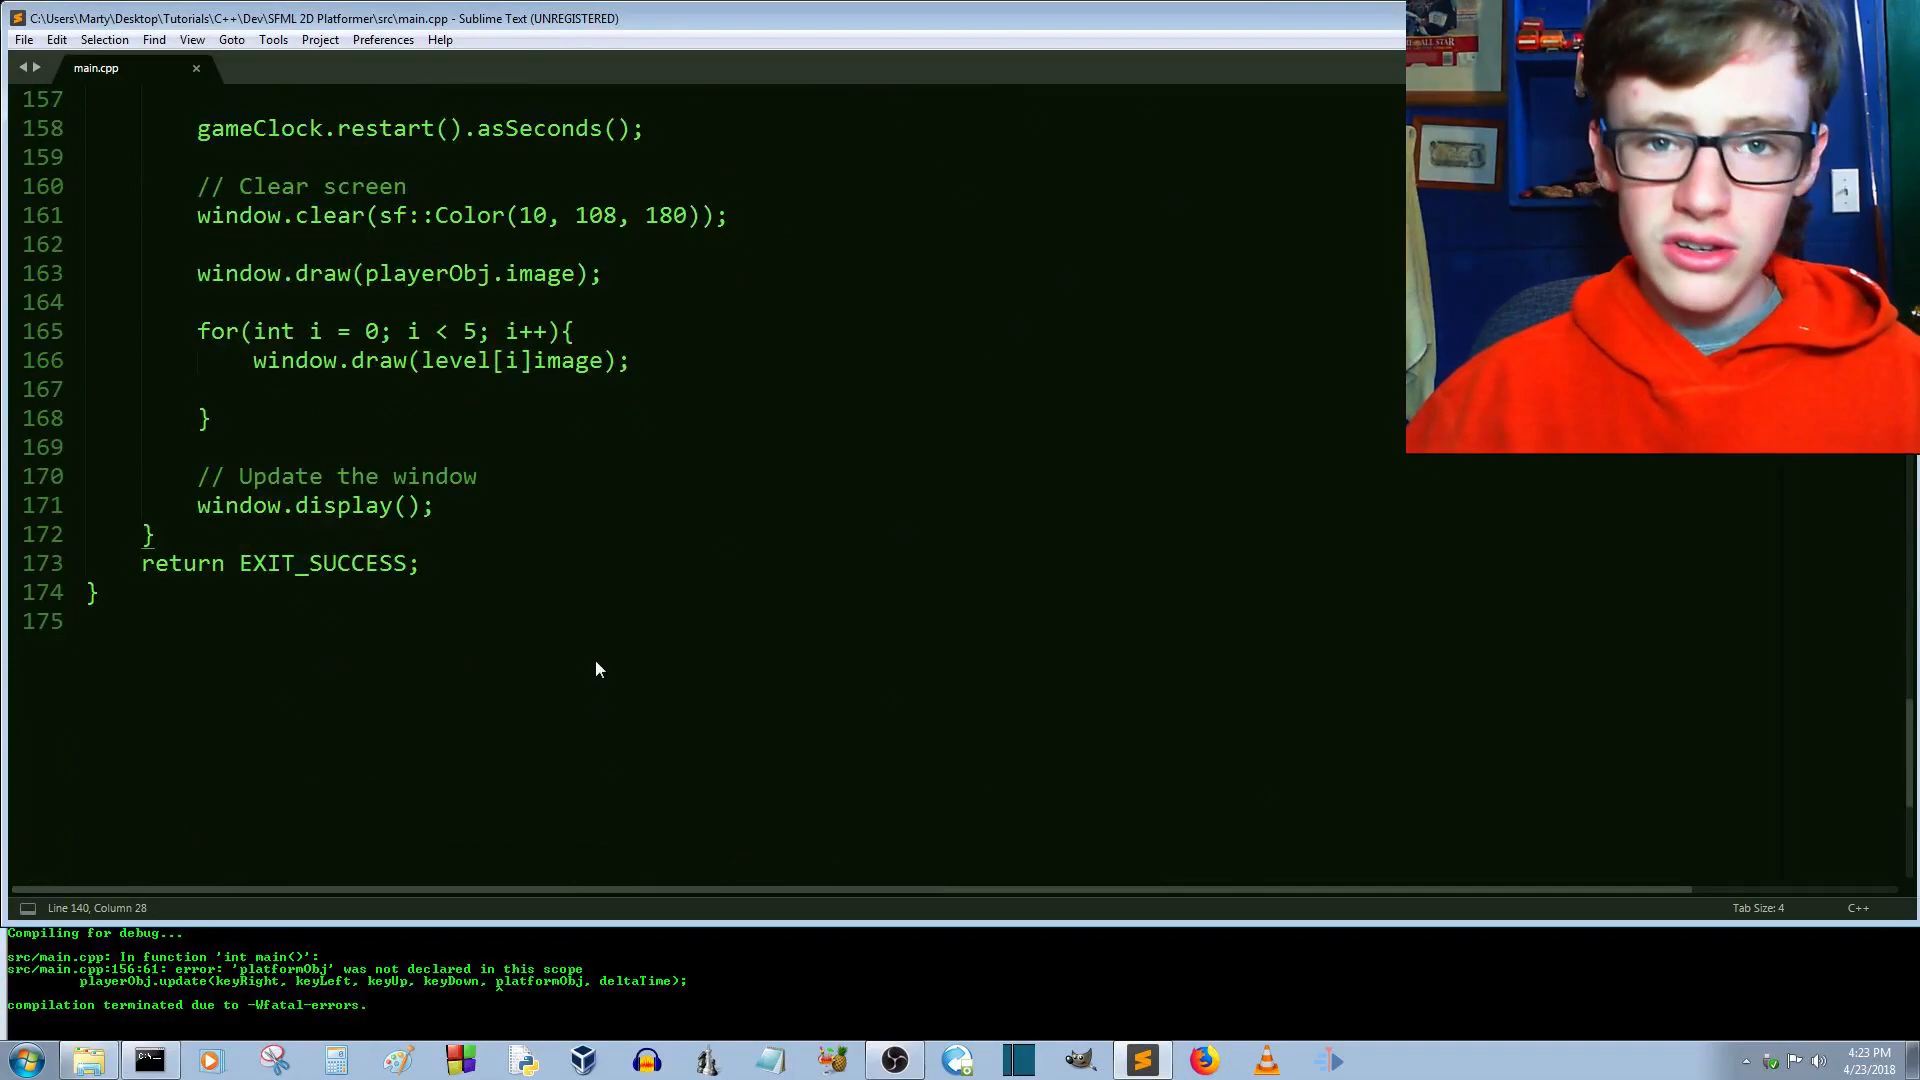 C:\Users\Marty\Desktop\Tutorials\C++\Dev\SFML 2D Platformer\src\main.cpp - Sublime Text (UNREGISTERED)
File Edit Selection Find View Goto Tools Project Preferences Help
main.cpp
157
158 gameClock.restart().asSeconds();
159
160 // Clear screen
161 window.clear(sf::Color(10, 108, 180));
162
163 window.draw(playerObj.image);
164
165 for(int i = 0; i < 5; i++){
166 window.draw(level[i]image);
167
168 }
169
170 // Update the window
171 window.display();
172 }
173 return EXIT_SUCCESS;
174 }
175
Line 140, Column 28
Tab Size: 4
C++
Compiling for debug...
src/main.cpp: In function 'int main()':
src/main.cpp:156:61: error: 'platformObj' was not declared in this scope
playerObj.update(keyRight, keyLeft, keyUp, keyDown, platformObj, deltaTime);
^
compilation terminated due to -Wfatal-errors.
4:23 PM
4/23/2018